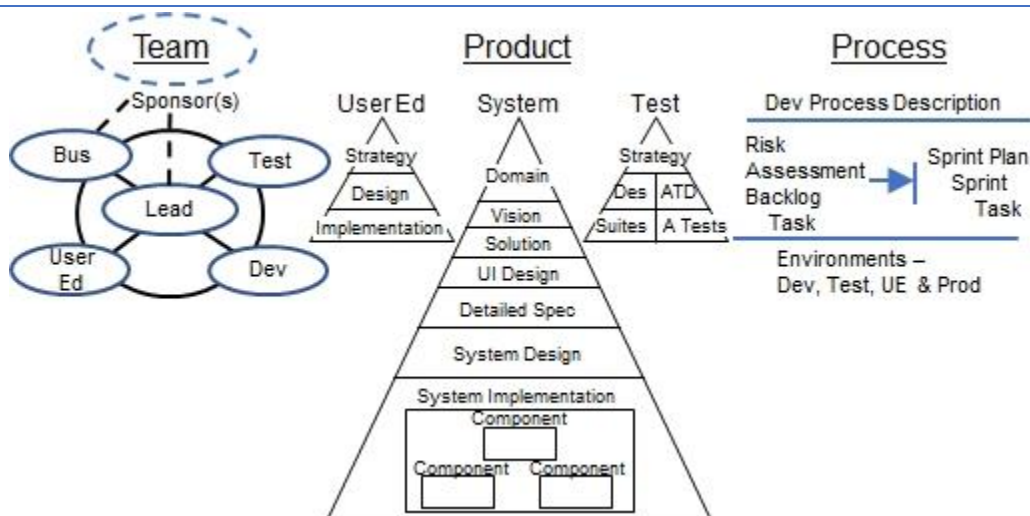 Team
Product
Process
Sponsor(s)
Bus
Test
Lead
User
Ed
Dev
User Ed
Strategy
Design
Implementation
System
Domain
Vision
Solution
UI Design
Detailed Spec
System Design
System Implementation
Component
Component
Component
Test
Strategy
Des
ATD
Suites
A Tests
Dev Process Description
Risk
Assessment
Backlog
Task
Sprint Plan
Sprint
Task
Environments –
Dev, Test, UE & Prod